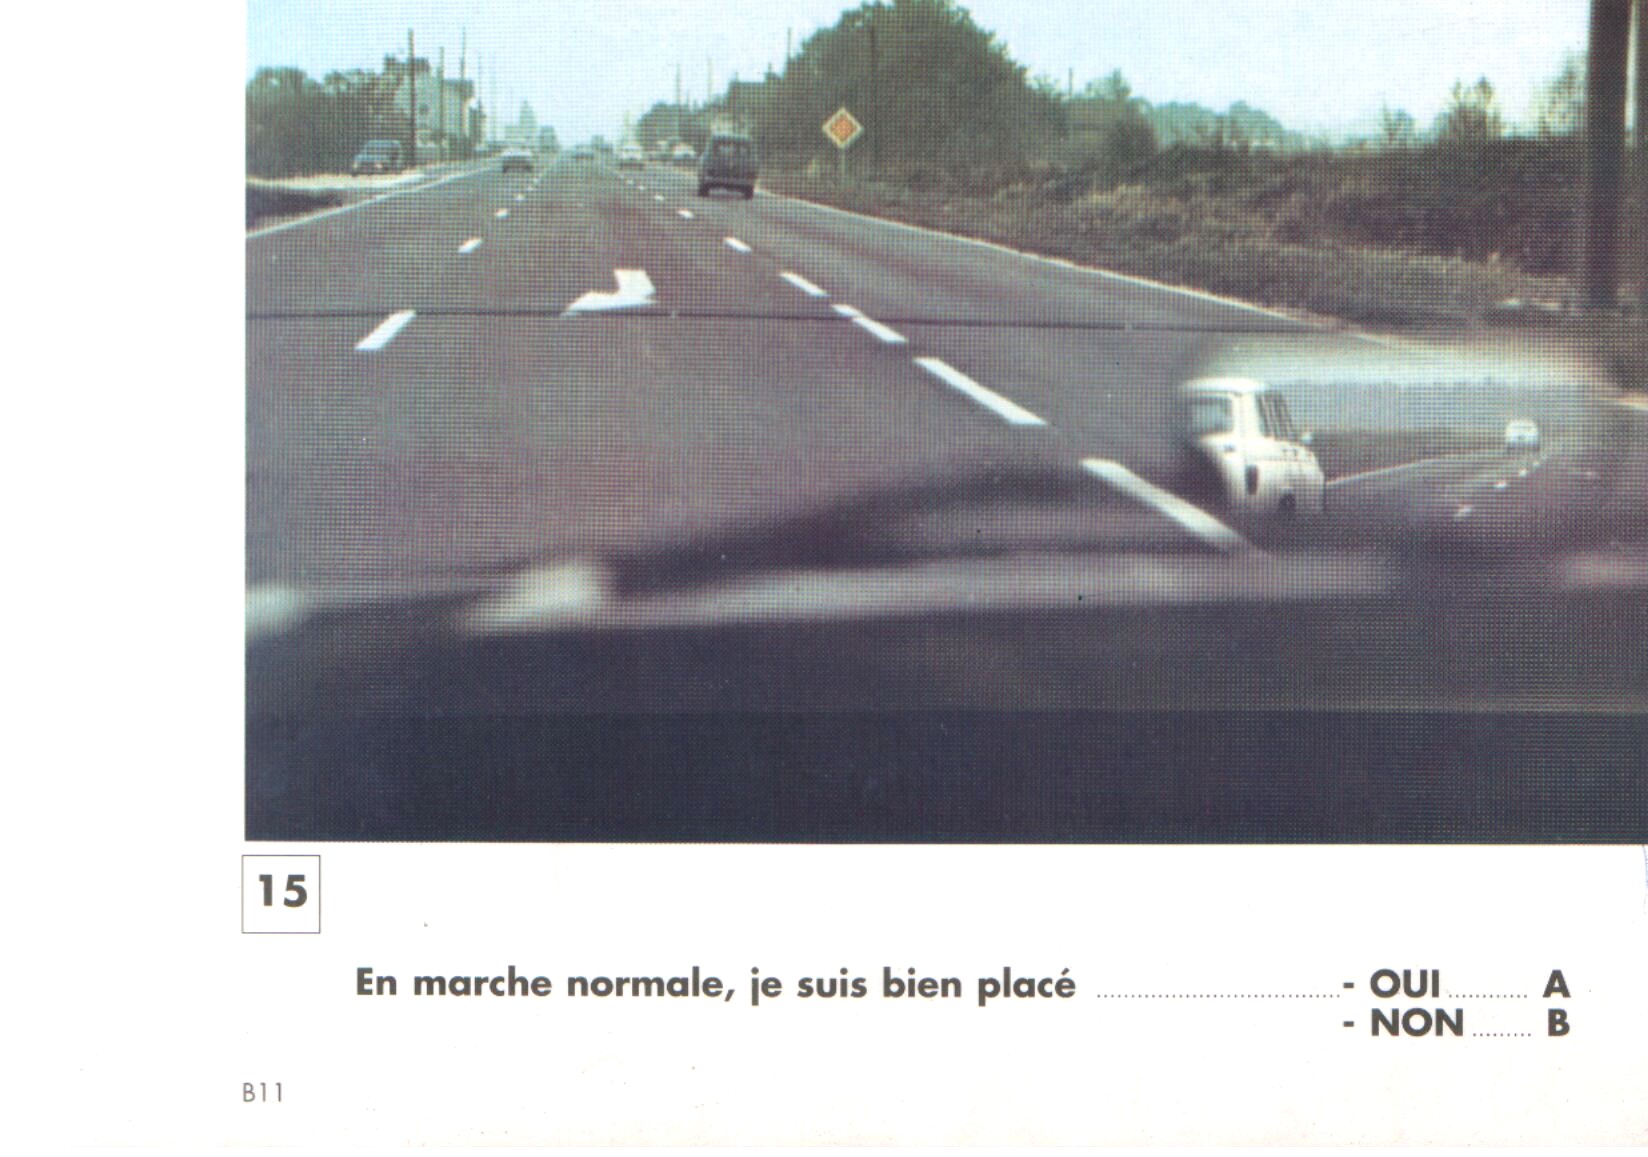 15
En marche normale, je suis bien placé ........................ - OUI ........... A
- NON ........ B
B11